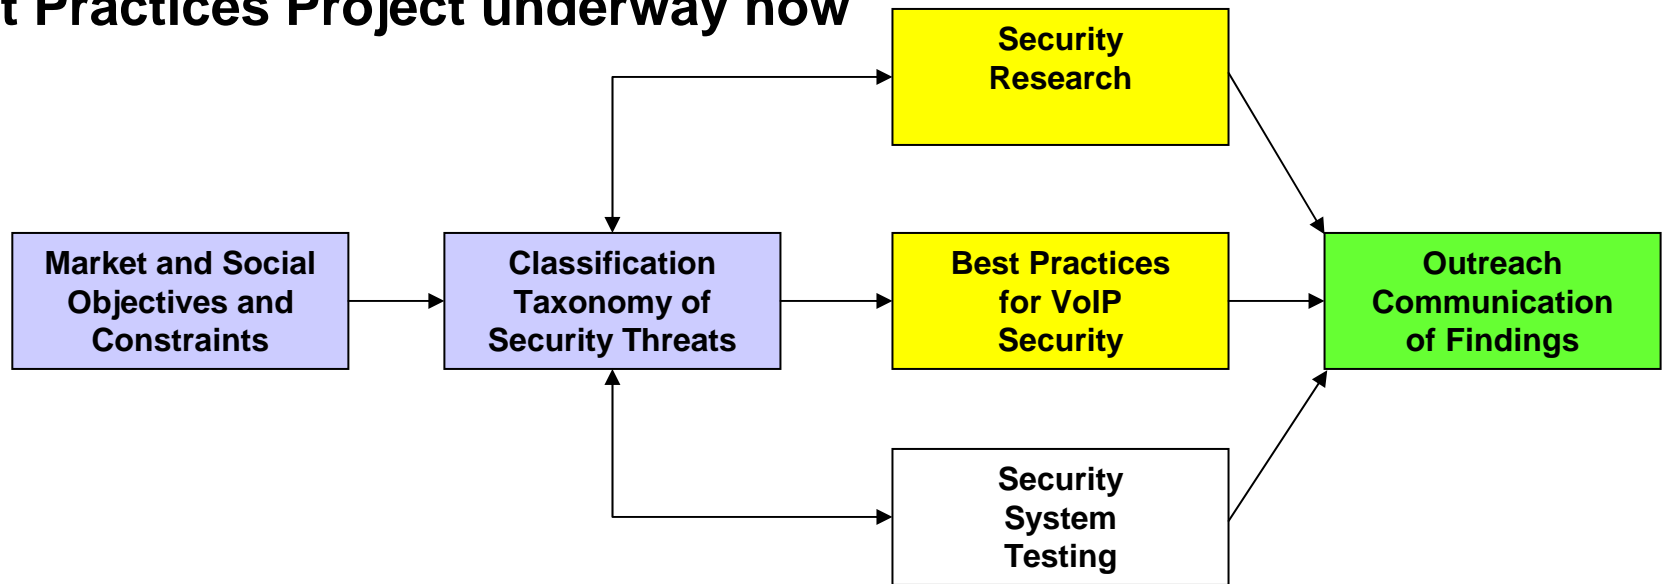 t Practices Project underway now
Security
Research
Market and Social
Objectives and
Constraints
Classification
Taxonomy of
Security Threats
Best Practices
for VoIP
Security
Outreach
Communication
of Findings
Security
System
Testing